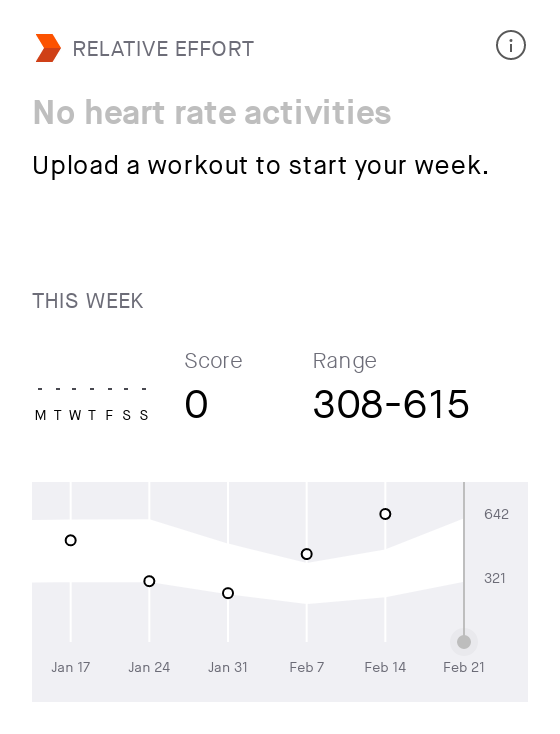 RELATIVE EFFORT
No heart rate activities
Upload a workout to start your week.
THIS WEEK
Score Range
- - - - - - -
M T W T F S S 0 308-615
642
321
Jan 17 Jan 24 Jan 31 Feb 7 Feb 14 Feb 21